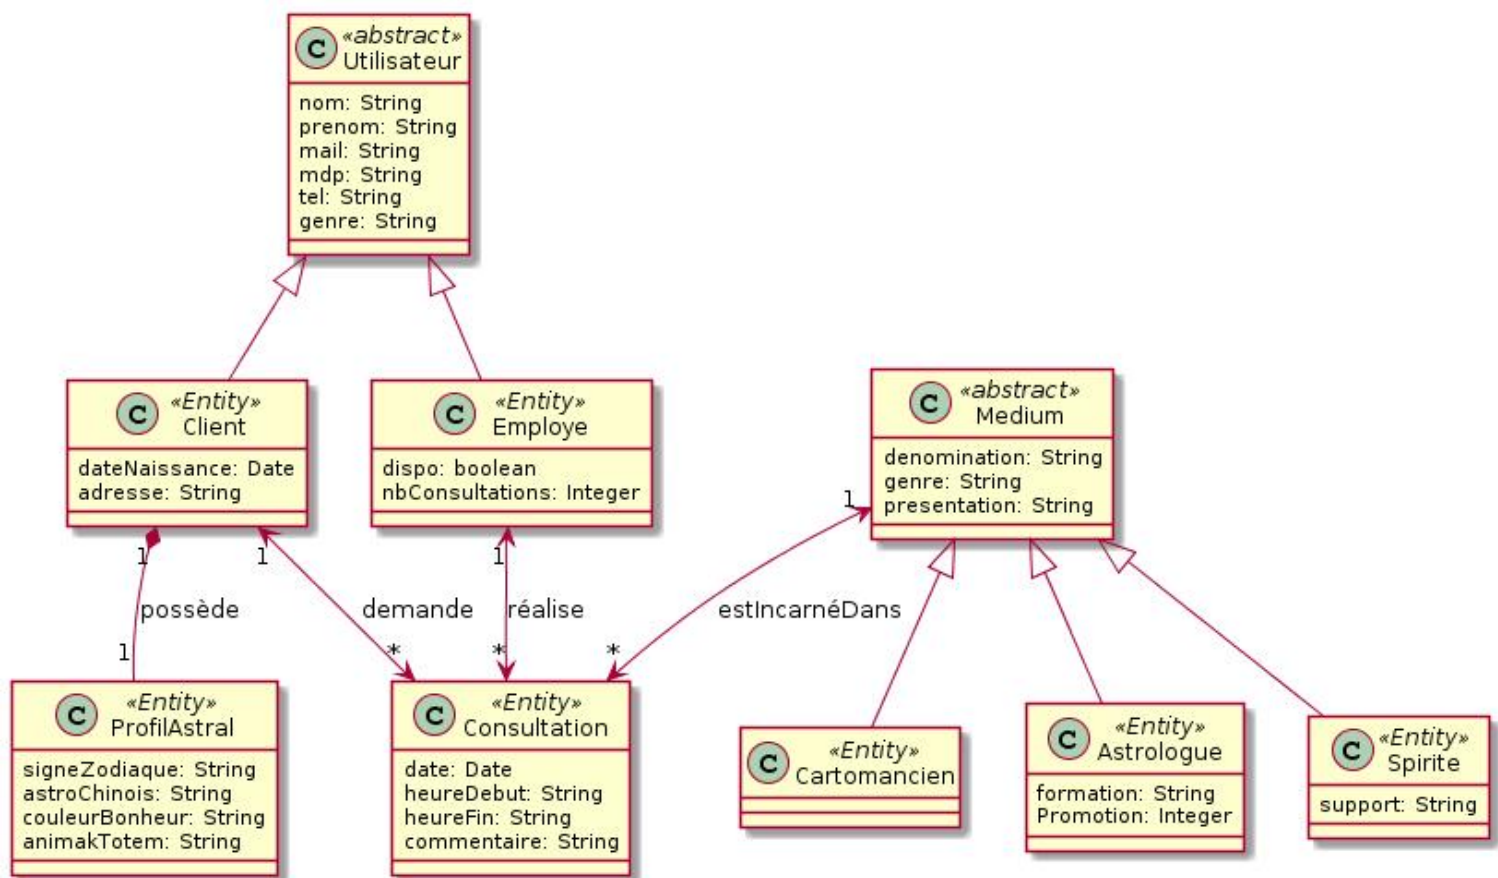 C
«abstract»
Utilisateur
nom: String
prenom: String
mail: String
mdp: String
tel: String
genre: String
C
«Entity»
Client
dateNaissance: Date
adresse: String
C
«Entity»
Employe
dispo: boolean
nbConsultations: Integer
C
«abstract»
Medium
denomination: String
genre: String
presentation: String
1
1
1
1
possède
demande
réalise
estIncarnéDans
1
*
*
*
C
«Entity»
ProfilAstral
signeZodiaque: String
astroChinois: String
couleurBonheur: String
animakTotem: String
C
«Entity»
Consultation
date: Date
heureDebut: String
heureFin: String
commentaire: String
C
«Entity»
Cartomancien
C
«Entity»
Astrologue
formation: String
Promotion: Integer
C
«Entity»
Spirite
support: String